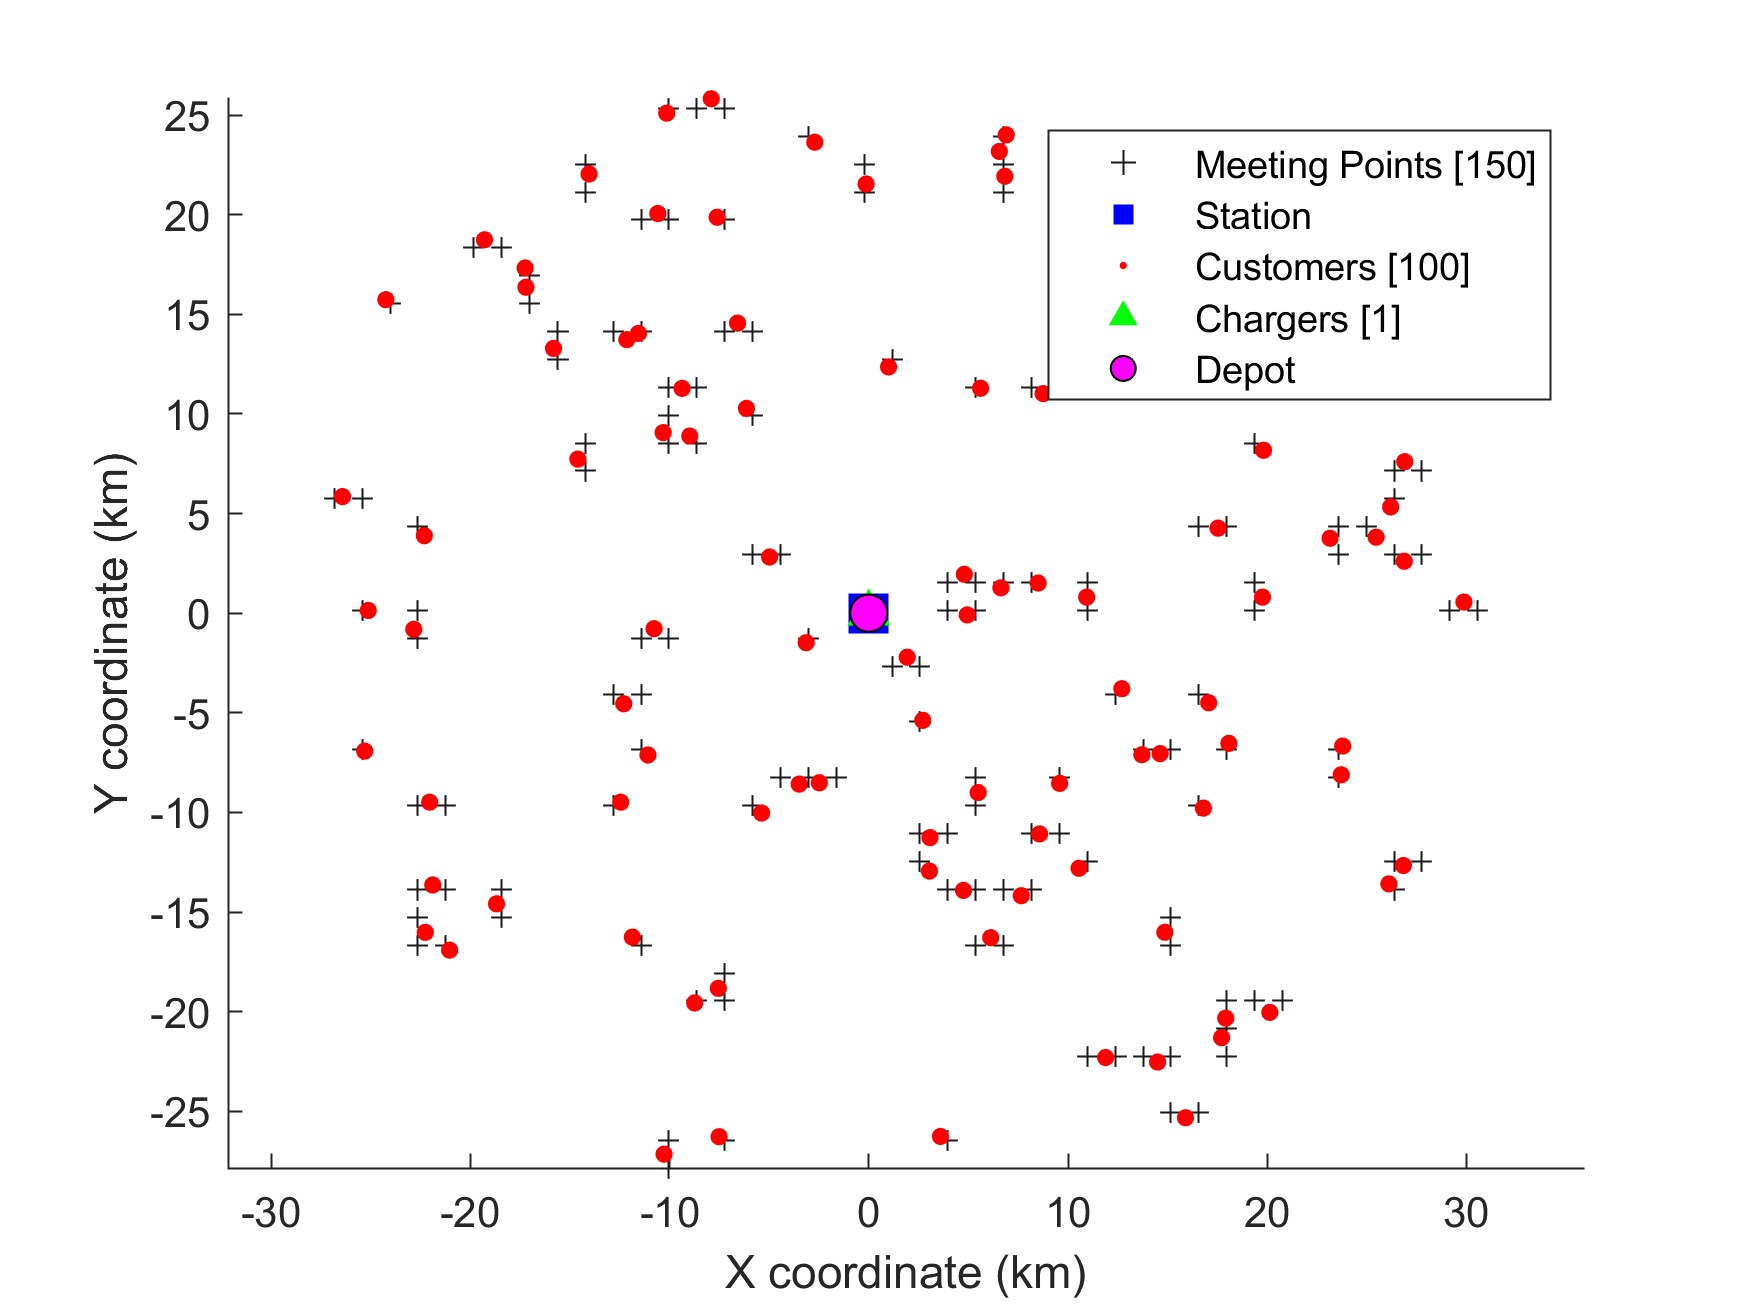 25
20
15
10
5
0
-5
-10
-15
-20
-25
Y coordinate (km)
Meeting Points [150]
Station
Customers [100]
Chargers [1]
Depot
-30 -20 -10 0 10 20 30
X coordinate (km)